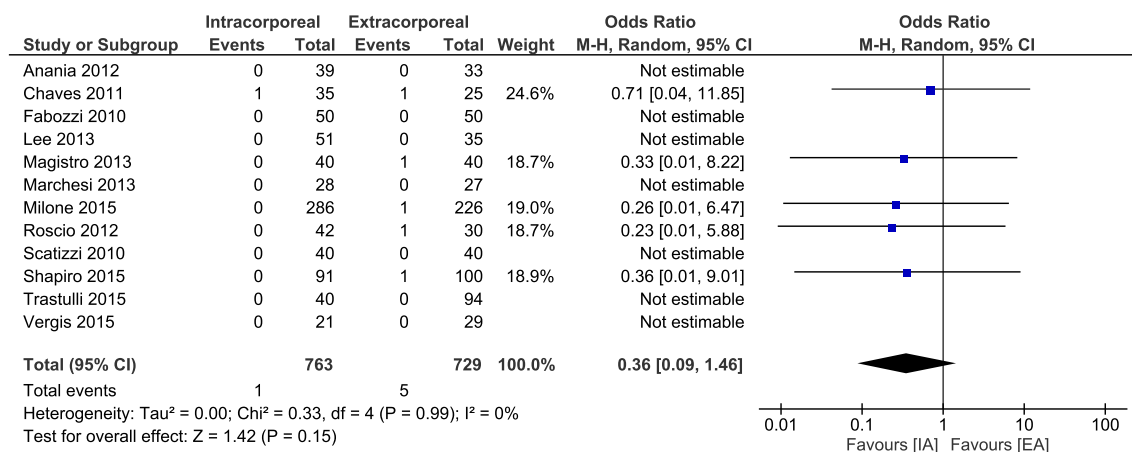 Intracorporeal Extracorporeal Odds Ratio Odds Ratio
Study or Subgroup Events Total Events Total Weight M-H, Random, 95% CI M-H, Random, 95% CI
Anania 2012 0 39 0 33 Not estimable
Chaves 2011 1 35 1 25 24.6% 0.71 [0.04, 11.85]
Fabozzi 2010 0 50 0 50 Not estimable
Lee 2013 0 51 0 35 Not estimable
Magistro 2013 0 40 1 40 18.7% 0.33 [0.01, 8.22]
Marchesi 2013 0 28 0 27 Not estimable
Milone 2015 0 286 1 226 19.0% 0.26 [0.01, 6.47]
Roscio 2012 0 42 1 30 18.7% 0.23 [0.01, 5.88]
Scatizzi 2010 0 40 0 40 Not estimable
Shapiro 2015 0 91 1 100 18.9% 0.36 [0.01, 9.01]
Trastulli 2015 0 40 0 94 Not estimable
Vergis 2015 0 21 0 29 Not estimable
Total (95% CI) 763 729 100.0% 0.36 [0.09, 1.46]
Total events 1 5
Heterogeneity: Tau² = 0.00; Chi² = 0.33, df = 4 (P = 0.99); I² = 0%
Test for overall effect: Z = 1.42 (P = 0.15)
0.01 0.1 1 10 100
Favours [IA] Favours [EA]